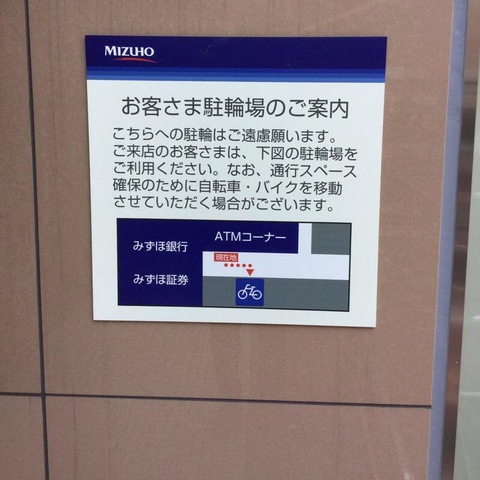 MIZUHO
お客さま駐輪場のご案内
こちらへの駐輪はご遠慮願います。
ご来店のお客さまは、下図の駐輪場を
ご利用ください。なお、通行スペース
確保のために自転車・バイクを移動
させていただく場合がございます。
ATMコーナー
みずほ銀行
現在地
みずほ証券